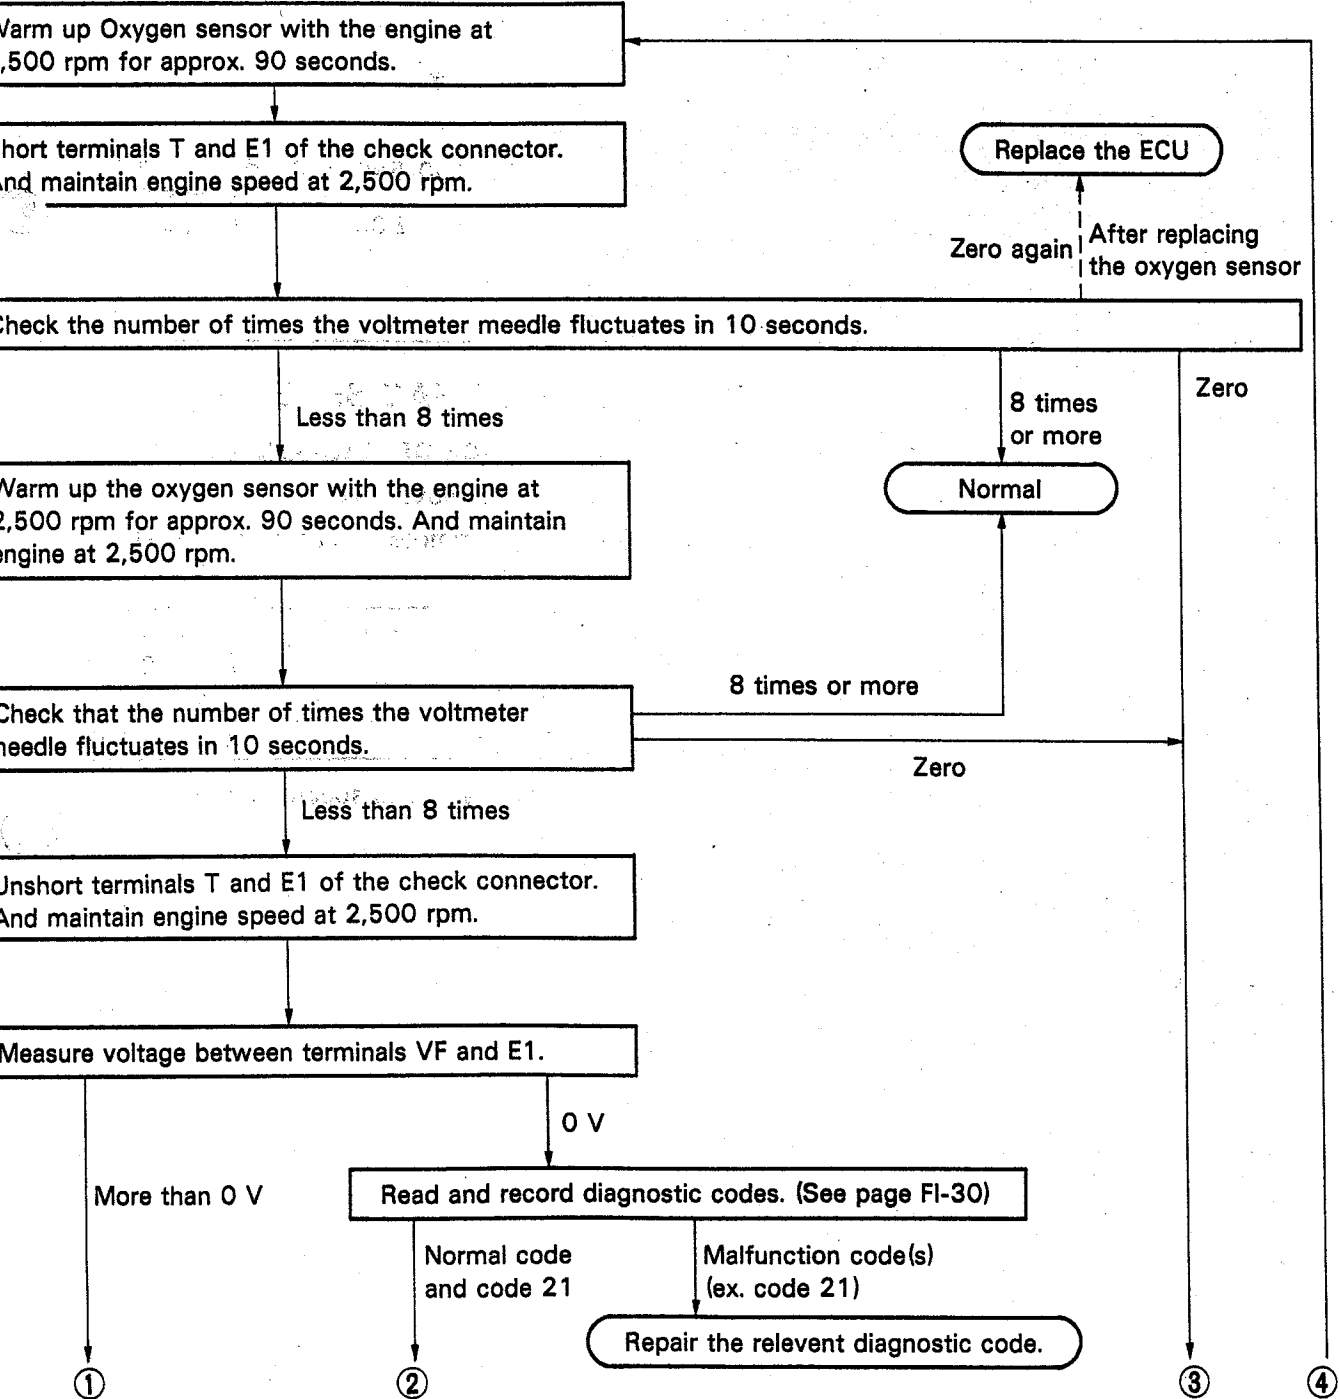 Warm up Oxygen sensor with the engine at
,500 rpm for approx. 90 seconds.
hort terminals T and E1 of the check connector.
And maintain engine speed at 2,500 rpm.
Replace the ECU
Zero again
After replacing
the oxygen sensor
Check the number of times the voltmeter meedle fluctuates in 10 seconds.
Less than 8 times
8 times
or more
Zero
Normal
Warm up the oxygen sensor with the engine at
2,500 rpm for approx. 90 seconds. And maintain
engine at 2,500 rpm.
8 times or more
Check that the number of times the voltmeter
needle fluctuates in 10 seconds.
Zero
Less than 8 times
Unshort terminals T and E1 of the check connector.
And maintain engine speed at 2,500 rpm.
Measure voltage between terminals VF and E1.
0 V
More than 0 V
Read and record diagnostic codes. (See page FI-30)
Normal code
and code 21
Malfunction code(s)
(ex. code 21)
Repair the relevent diagnostic code.
1
2
3
4